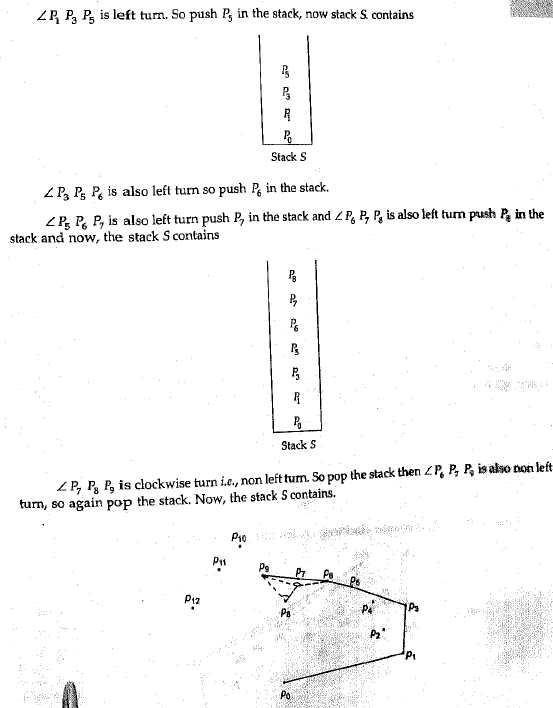 ∠P₁ P₃ P₅ is left turn. So push P₅ in the stack, now stack S. contains
P₅
P₃
P₁
P₀
Stack S
∠P₃ P₅ P₆ is also left turn so push P₆ in the stack.
∠P₅ P₆ P₇ is also left turn push P₇ in the stack and ∠P₆ P₇ P₈ is also left turn push P₈ in the
stack and now, the stack S contains
P₈
P₇
P₆
P₅
P₃
P₁
P₀
Stack S
∠P₇ P₈ P₉ is clockwise turn i.e., non left turn. So pop the stack then ∠P₆ P₇ P₉ is also non left
turn, so again pop the stack. Now, the stack S contains.
P10
P11
P9
P7
P6
P12
P8
P4
P3
P2
P1
P0